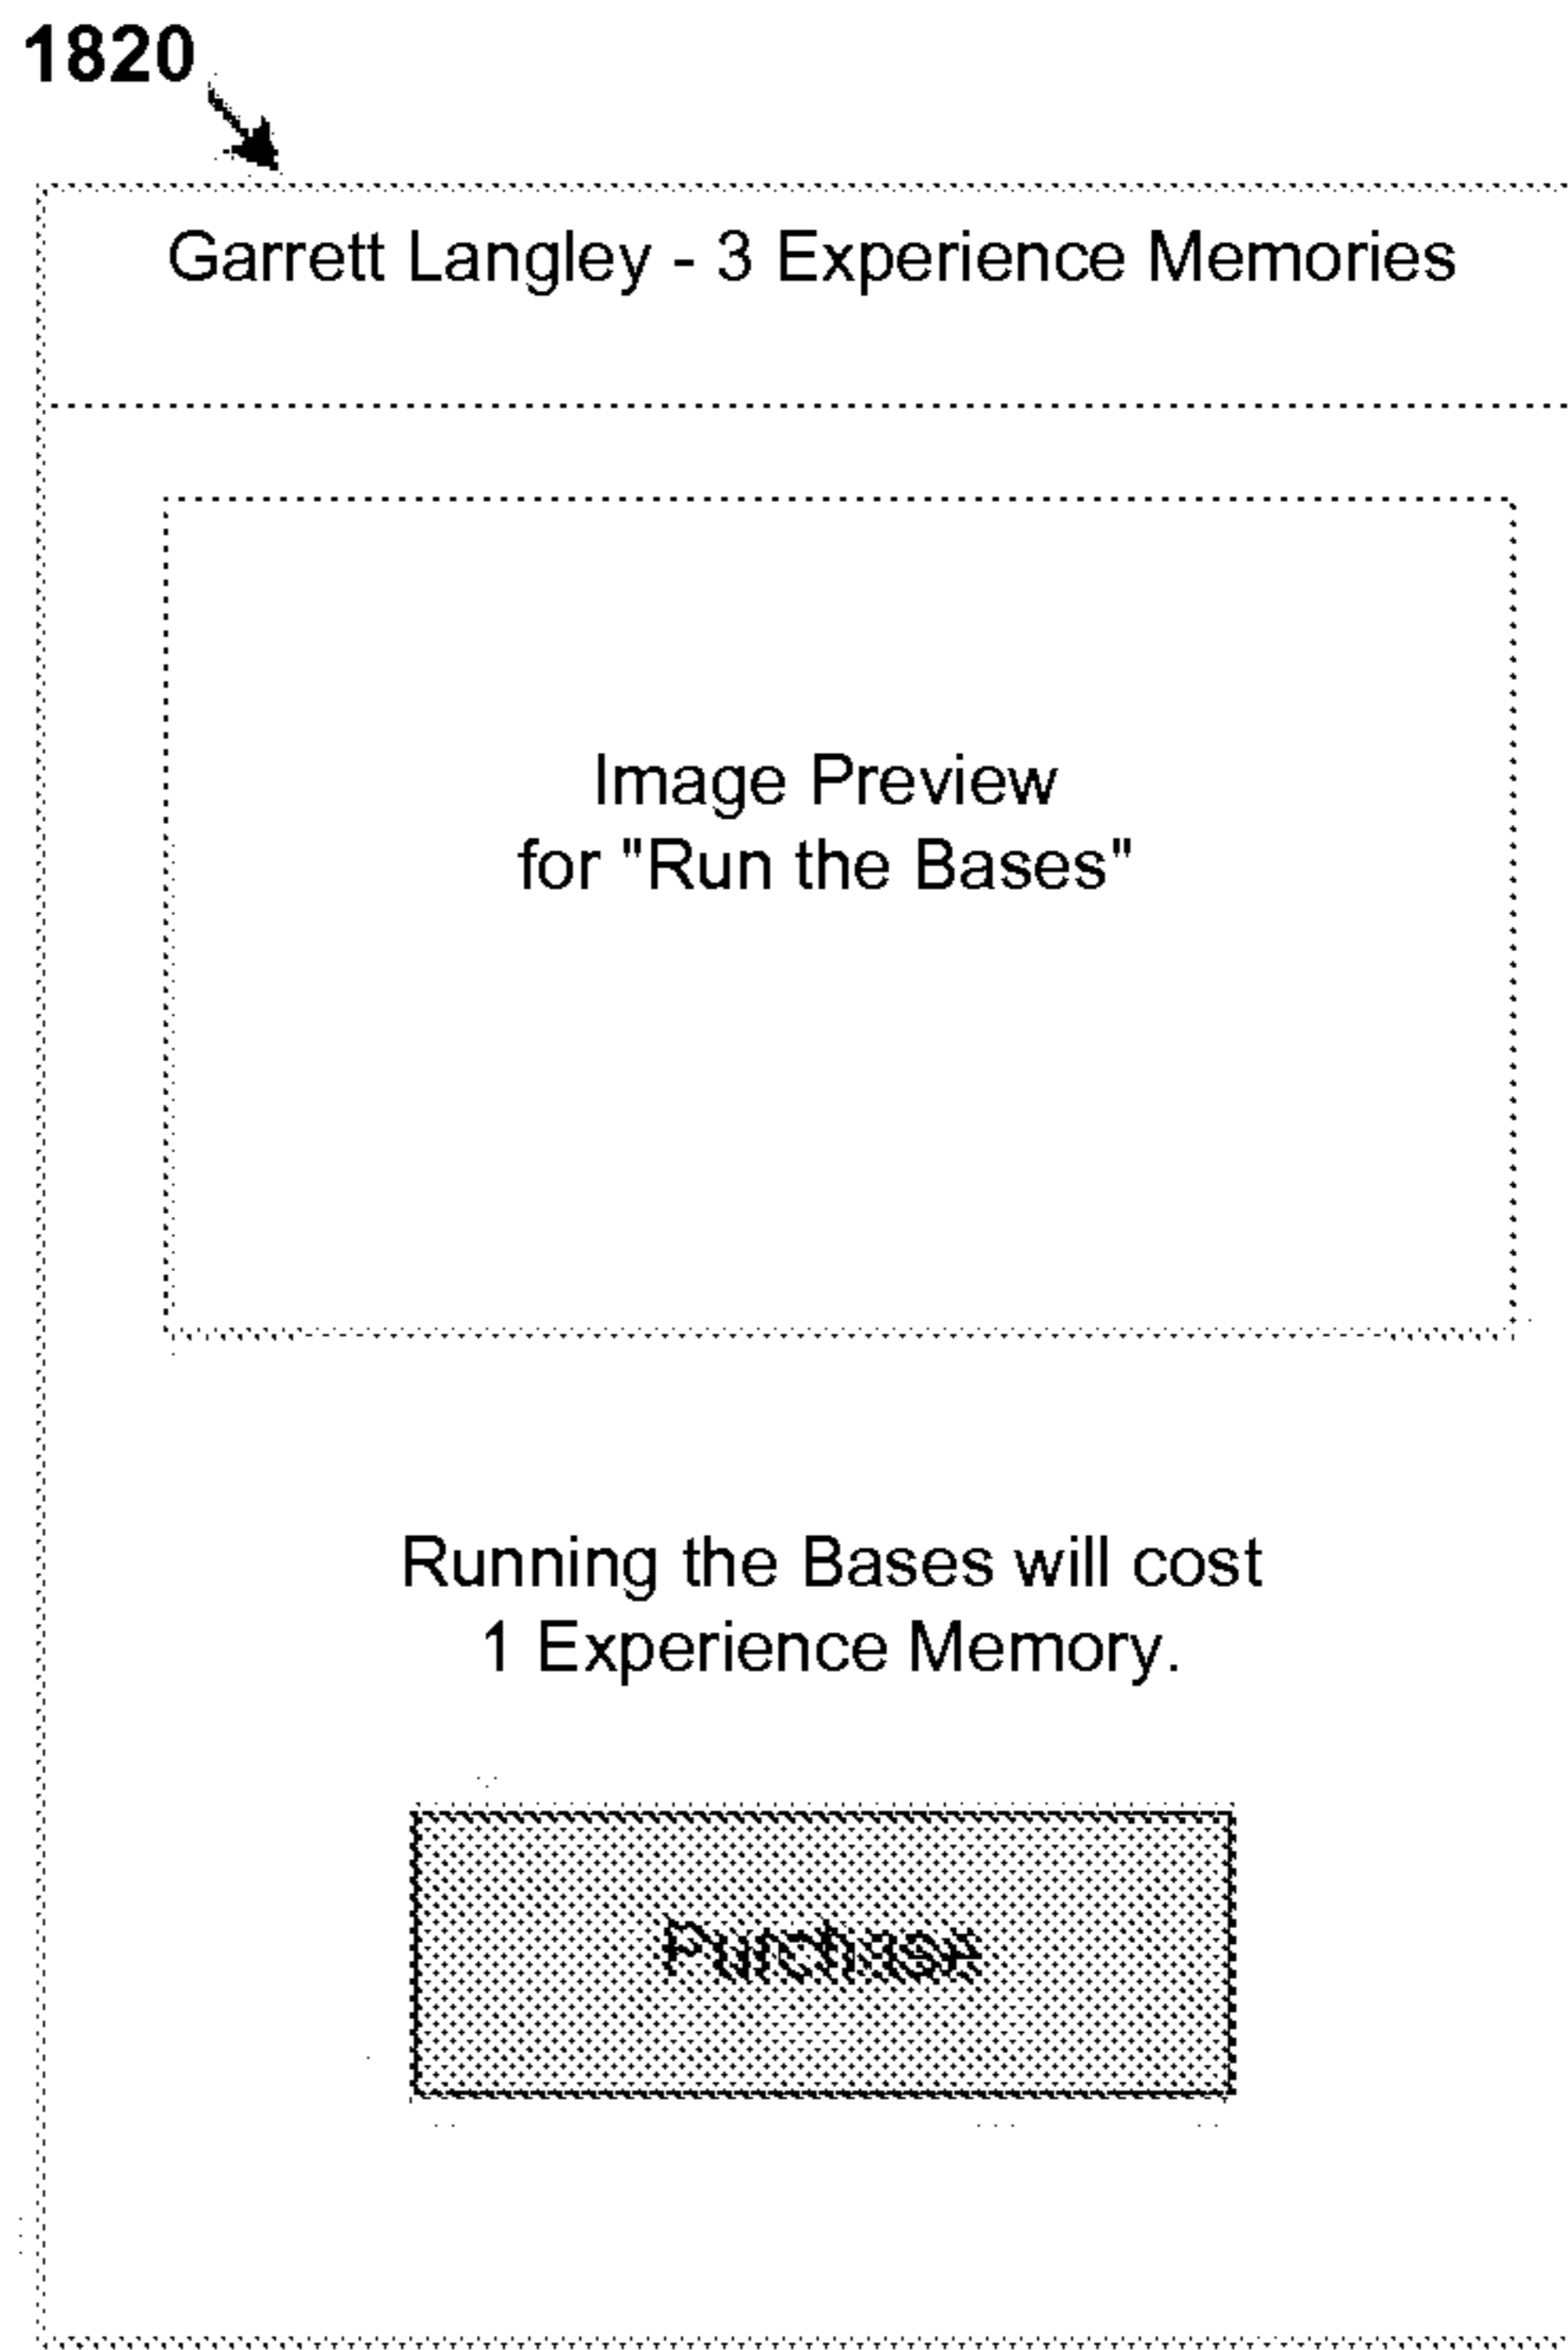 1820
Garrett Langley - 3 Experience Memories
Image Preview
for "Run the Bases"
Running the Bases will cost
1 Experience Memory.
Purchase